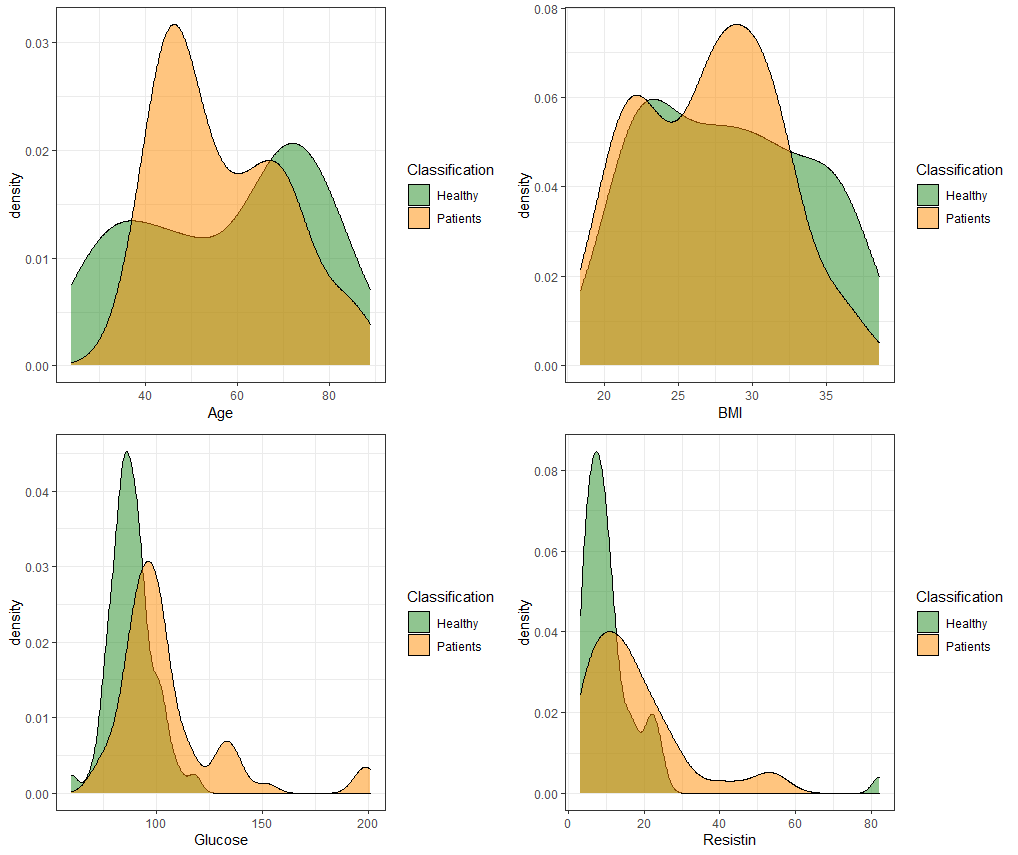 density
0.03
0.02
0.01
0.00
40 60 80
Age
Classification
Healthy
Patients
density
0.08
0.06
0.04
0.02
0.00
20 25 30 35
BMI
Classification
Healthy
Patients
density
0.04
0.03
0.02
0.01
0.00
100 150 200
Glucose
Classification
Healthy
Patients
density
0.08
0.06
0.04
0.02
0.00
0 20 40 60 80
Resistin
Classification
Healthy
Patients